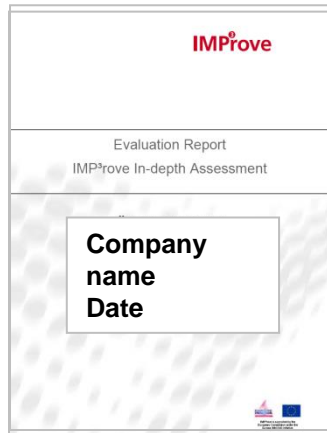 IMP³rove
Evaluation Report
IMP³rove In-depth Assessment
Company
name
Date